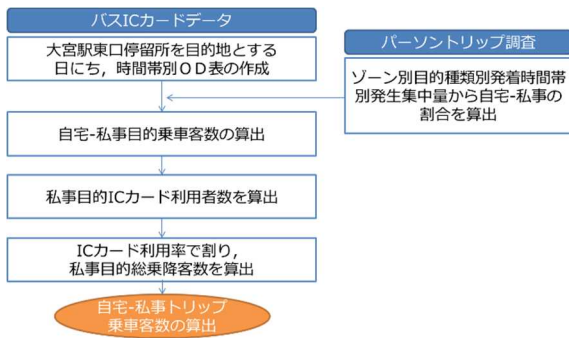 バスICカードデータ
大宮駅東口停留所を目的地とする
日にち，時間帯別ＯＤ表の作成
パーソントリップ調査
ゾーン別目的種類別発着時間帯
別発生集中量から自宅-私事の
割合を算出
自宅-私事目的乗車客数の算出
私事目的ICカード利用者数を算出
ICカード利用率で割り，
私事目的総乗降客数を算出
自宅-私事トリップ
乗車客数の算出